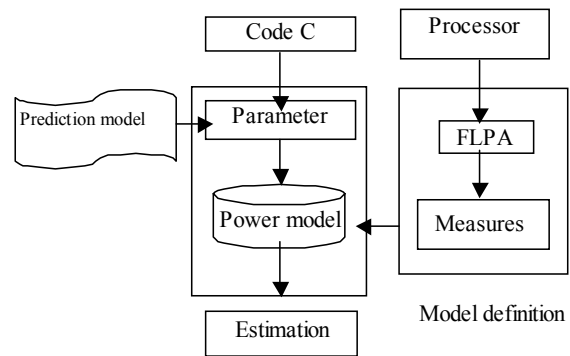 Code C
Processor
Prediction model
Parameter
FLPA
Power model
Measures
Estimation
Model definition